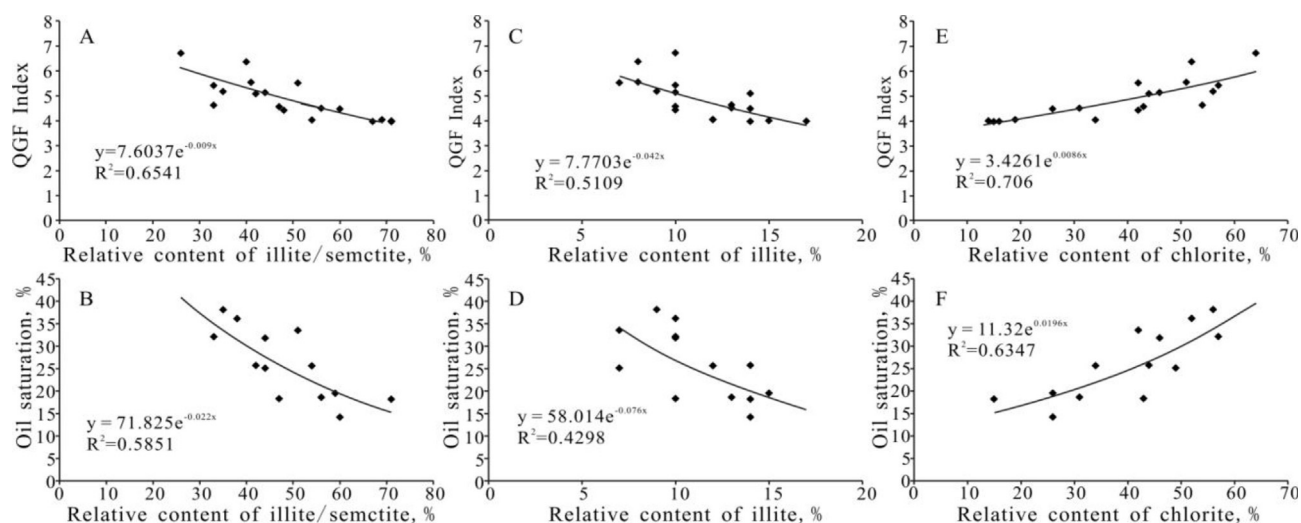 A
QGF Index
8
7
6
5
4
3
2
1
0
y=7.6037e^-0.009x
R²=0.6541
0 10 20 30 40 50 60 70 80
Relative content of illite/semctite, %
C
QGF Index
8
7
6
5
4
3
2
1
0
y = 7.7703e^-0.042x
R²=0.5109
0 5 10 15 20
Relative content of illite, %
E
QGF Index
8
7
6
5
4
3
2
1
0
y = 3.4261e^0.0086x
R²=0.706
0 10 20 30 40 50 60 70
Relative content of chlorite, %
B
Oil saturation, %
45
40
35
30
25
20
15
10
5
0
y = 71.825e^-0.022x
R²=0.5851
0 10 20 30 40 50 60 70 80
Relative content of illite/semctite, %
D
Oil saturation, %
45
40
35
30
25
20
15
10
5
0
y = 58.014e^-0.076x
R²=0.4298
0 5 10 15 20
Relative content of illite, %
F
Oil saturation, %
45
40
35
30
25
20
15
10
5
0
y = 11.32e^0.0196x
R²=0.6347
0 10 20 30 40 50 60 70
Relative content of chlorite, %